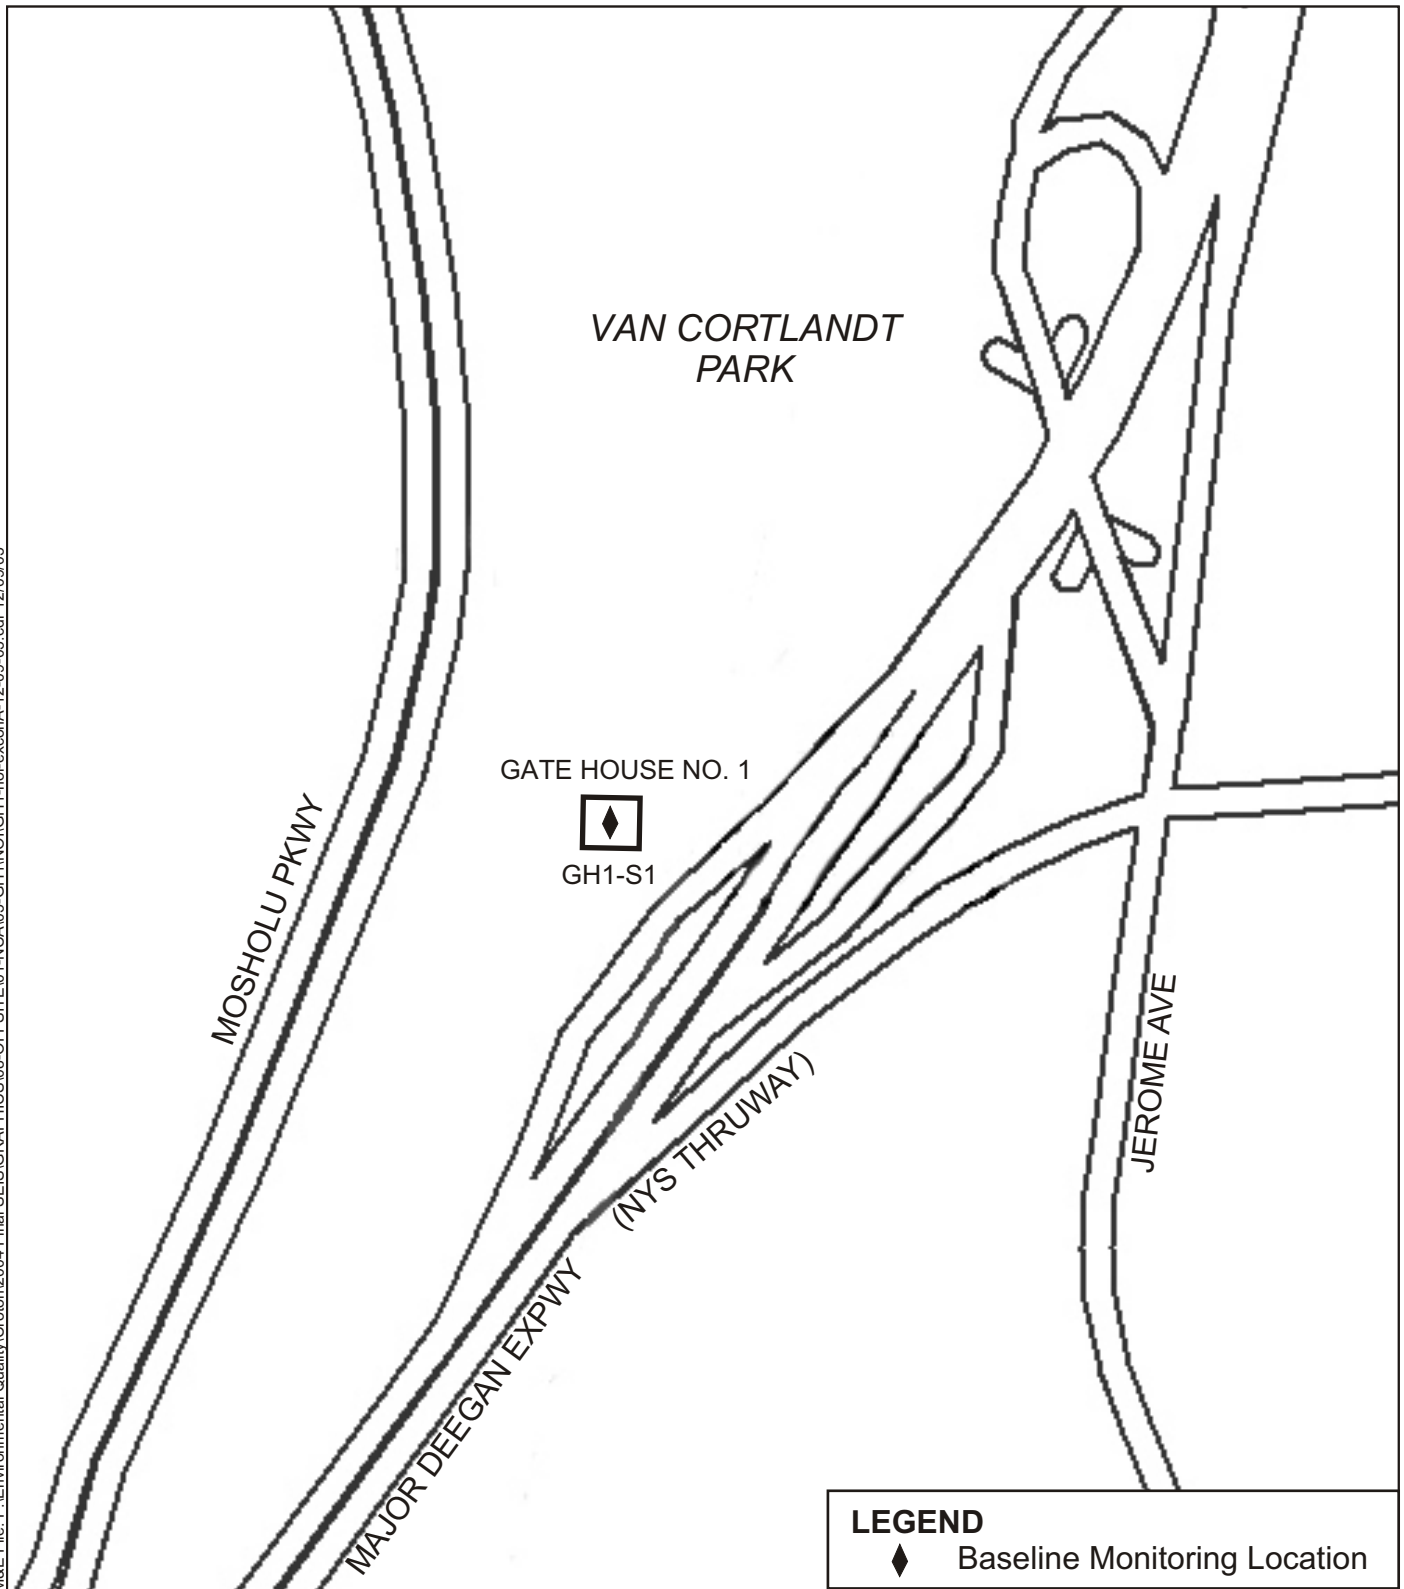 VAN CORTLANDT
PARK
GATE HOUSE NO. 1
GH1-S1
MOSHOLU PKWY
JEROME AVE
(NYS THRUWAY)
MAJOR DEEGAN EXPWY
LEGEND
Baseline Monitoring Location